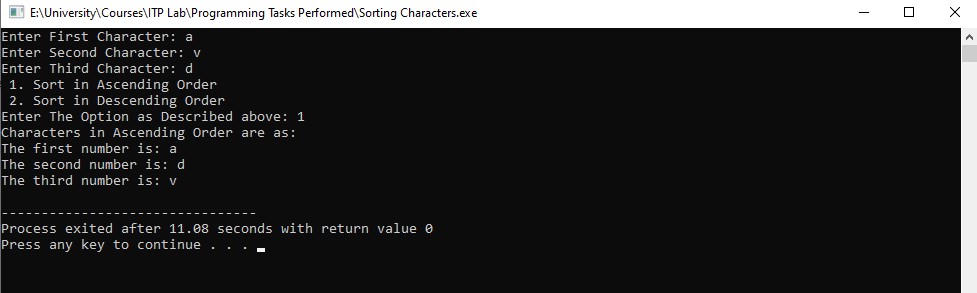 E:\University\Courses\ITP Lab\Programming Tasks Performed\Sorting Characters.exe
Enter First Character: a
Enter Second Character: v
Enter Third Character: d
 1. Sort in Ascending Order
 2. Sort in Descending Order
Enter The Option as Described above: 1
Characters in Ascending Order are as:
The first number is: a
The second number is: d
The third number is: v
--------------------------------
Process exited after 11.08 seconds with return value 0
Press any key to continue . . .